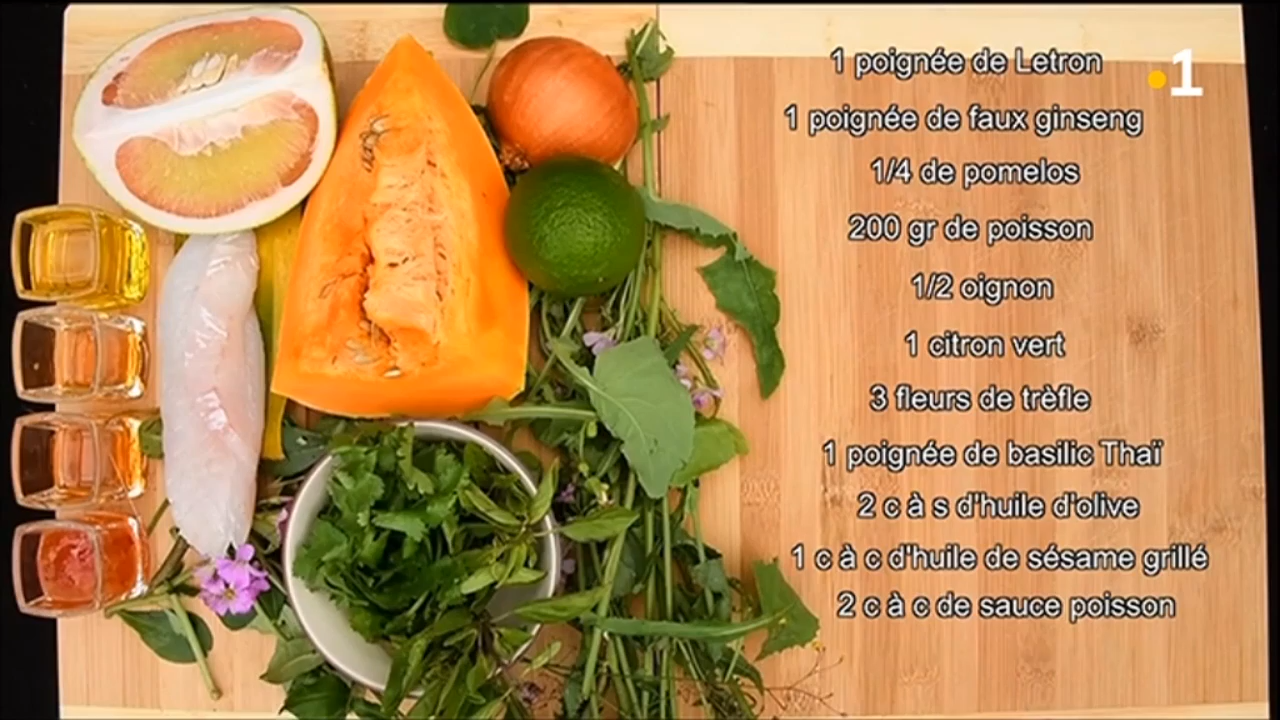 1 poignée de Letron
1
1 poignée de faux ginseng
1/4 de pomelos
200 gr de poisson
1/2 oignon
1 citron vert
3 fleurs de trèfle
1 poignée de basilic Thaï
2 c à s d'huile d'olive
1 c à c d'huile de sésame grillé
2 c à c de sauce poisson